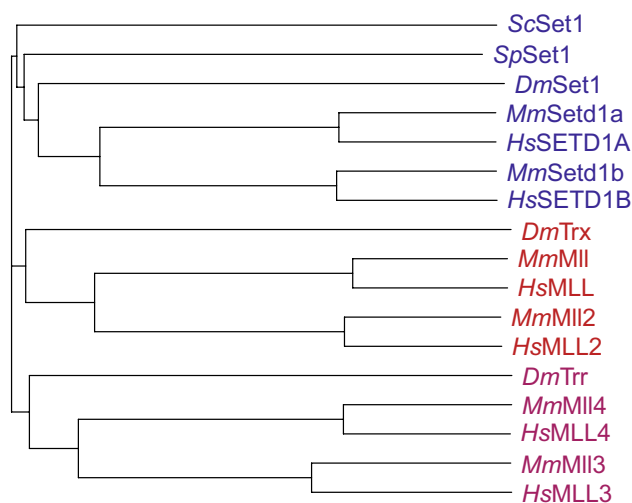 ScSet1
SpSet1
DmSet1
MmSetd1a
HsSETD1A
MmSetd1b
HsSETD1B
DmTrx
MmMll
HsMLL
MmMll2
HsMLL2
DmTrr
MmMll4
HsMLL4
MmMll3
HsMLL3